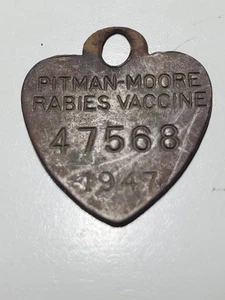 PITMAN-MOORE
RABIES VACCINE
47568
1947